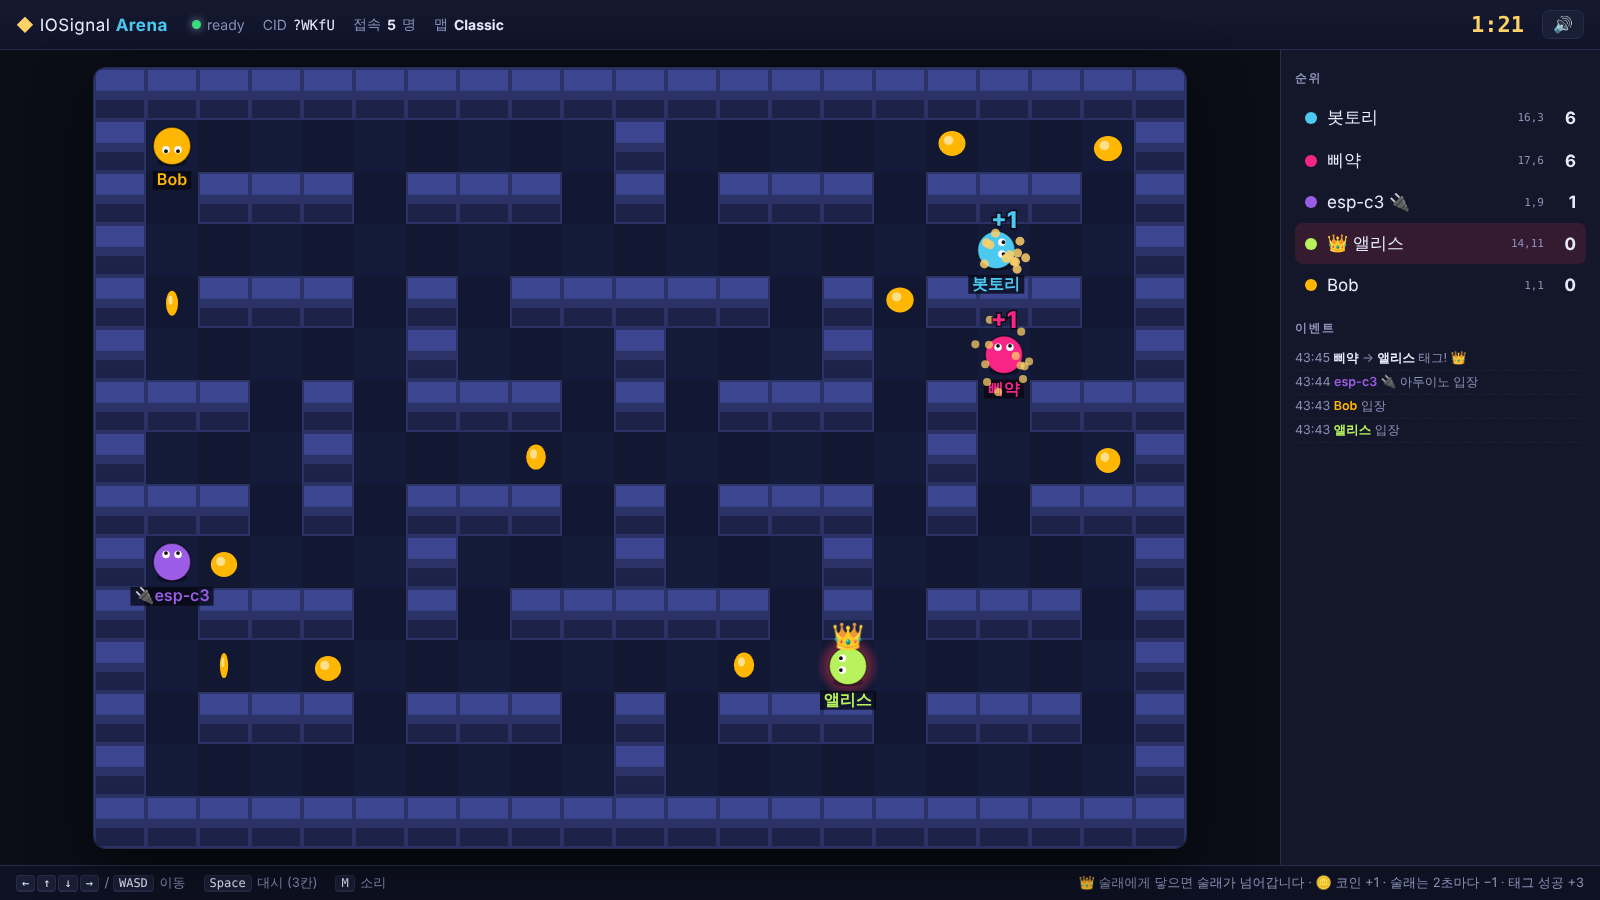 IOSignal Arena ready CID ?WKfU 접속 5 명 맵 Classic 1:21
Bob
+1
봇토리
+1
삐약
esp-c3
앨리스
순위
봇토리 16,3 6
삐약 17,6 6
esp-c3 1,9 1
앨리스 14,11 0
Bob 1,1 0
이벤트
43:45 삐약 → 앨리스 태그!
43:44 esp-c3 아두이노 입장
43:43 Bob 입장
43:43 앨리스 입장
← ↑ ↓ → / WASD 이동 Space 대시 (3칸) M 소리
술래에게 닿으면 술래가 넘어갑니다 · 코인 +1 · 술래는 2초마다 −1 · 태그 성공 +3